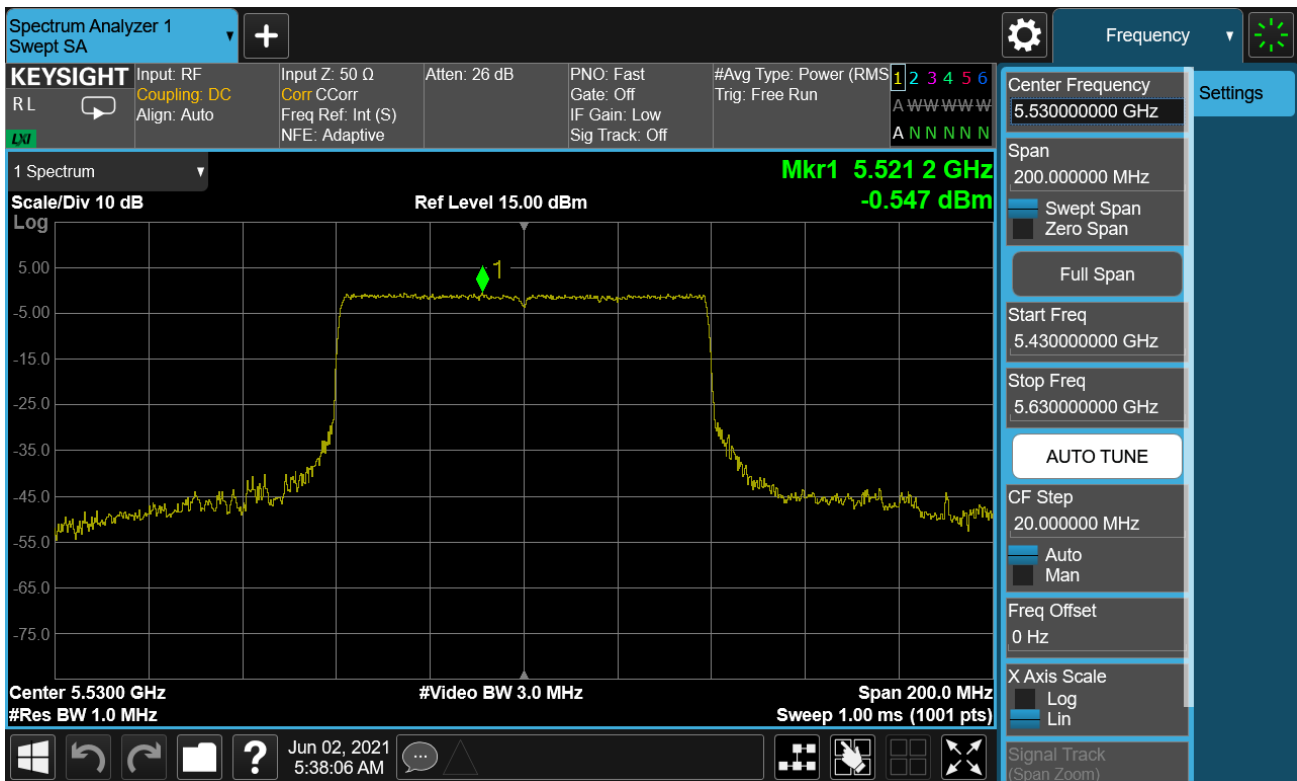 Spectrum Analyzer 1
Swept SA
Frequency
KEYSIGHT
R L
LXI
Input: RF
Coupling: DC
Align: Auto
Input Z: 50 Ω
Corr CCorr
Freq Ref: Int (S)
NFE: Adaptive
Atten: 26 dB
PNO: Fast
Gate: Off
IF Gain: Low
Sig Track: Off
#Avg Type: Power (RMS
Trig: Free Run
1 2 3 4 5 6
A W W W W W
A N N N N N
1 Spectrum
Mkr1 5.521 2 GHz
-0.547 dBm
Scale/Div 10 dB
Ref Level 15.00 dBm
Log
1
5.00
-5.00
-15.0
-25.0
-35.0
-45.0
-55.0
-65.0
-75.0
Center 5.5300 GHz
#Video BW 3.0 MHz
Span 200.0 MHz
#Res BW 1.0 MHz
Sweep 1.00 ms (1001 pts)
?
Jun 02, 2021
5:38:06 AM
Settings
Center Frequency
5.530000000 GHz
Span
200.000000 MHz
Swept Span
Zero Span
Full Span
Start Freq
5.430000000 GHz
Stop Freq
5.630000000 GHz
AUTO TUNE
CF Step
20.000000 MHz
Auto
Man
Freq Offset
0 Hz
X Axis Scale
Log
Lin
Signal Track
(Span Zoom)